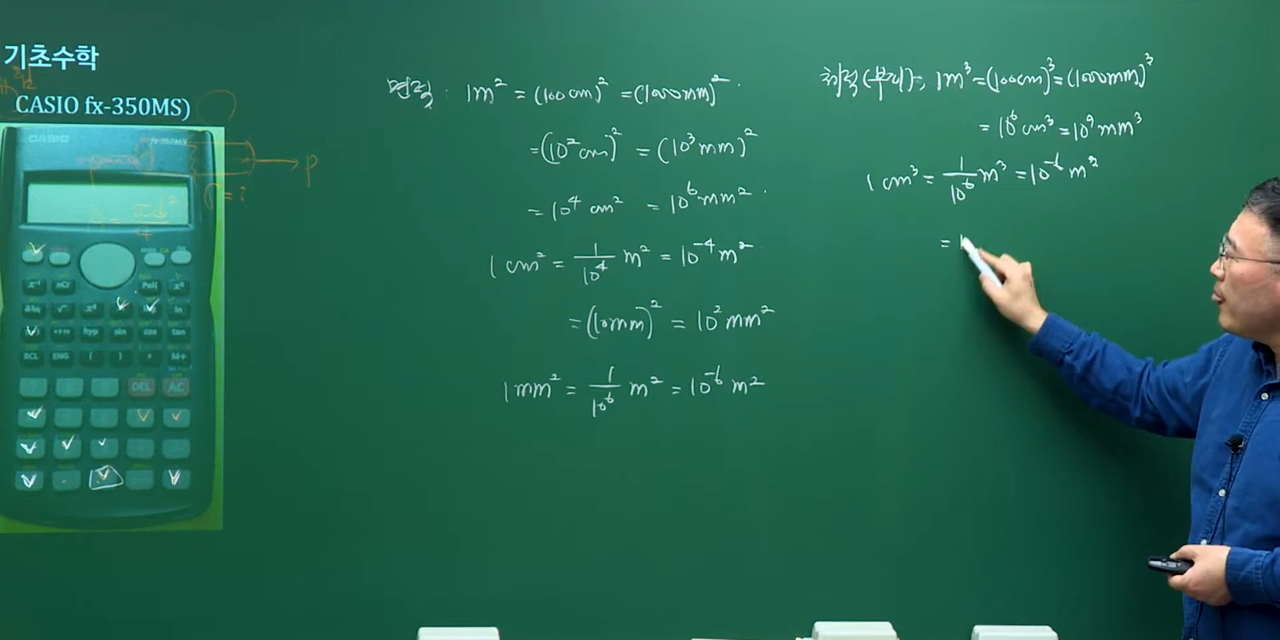 기초수학
CASIO fx-350MS)
CASIO
P
= ?
면적 : 1m² = (100cm)² = (1000mm)²
= (10²cm)² = (10³mm)²
= 10⁴cm² = 10⁶mm²
1cm² = 1/10⁴ m² = 10⁻⁴m²
= (10mm)² = 10²mm²
1mm² = 1/10⁶ m² = 10⁻⁶m²
체적(부피) ; 1m³ = (100cm)³ = (1000mm)³
= 10⁶cm³ = 10⁹mm³
1cm³ = 1/10⁶ m³ = 10⁻⁶m³
= 1